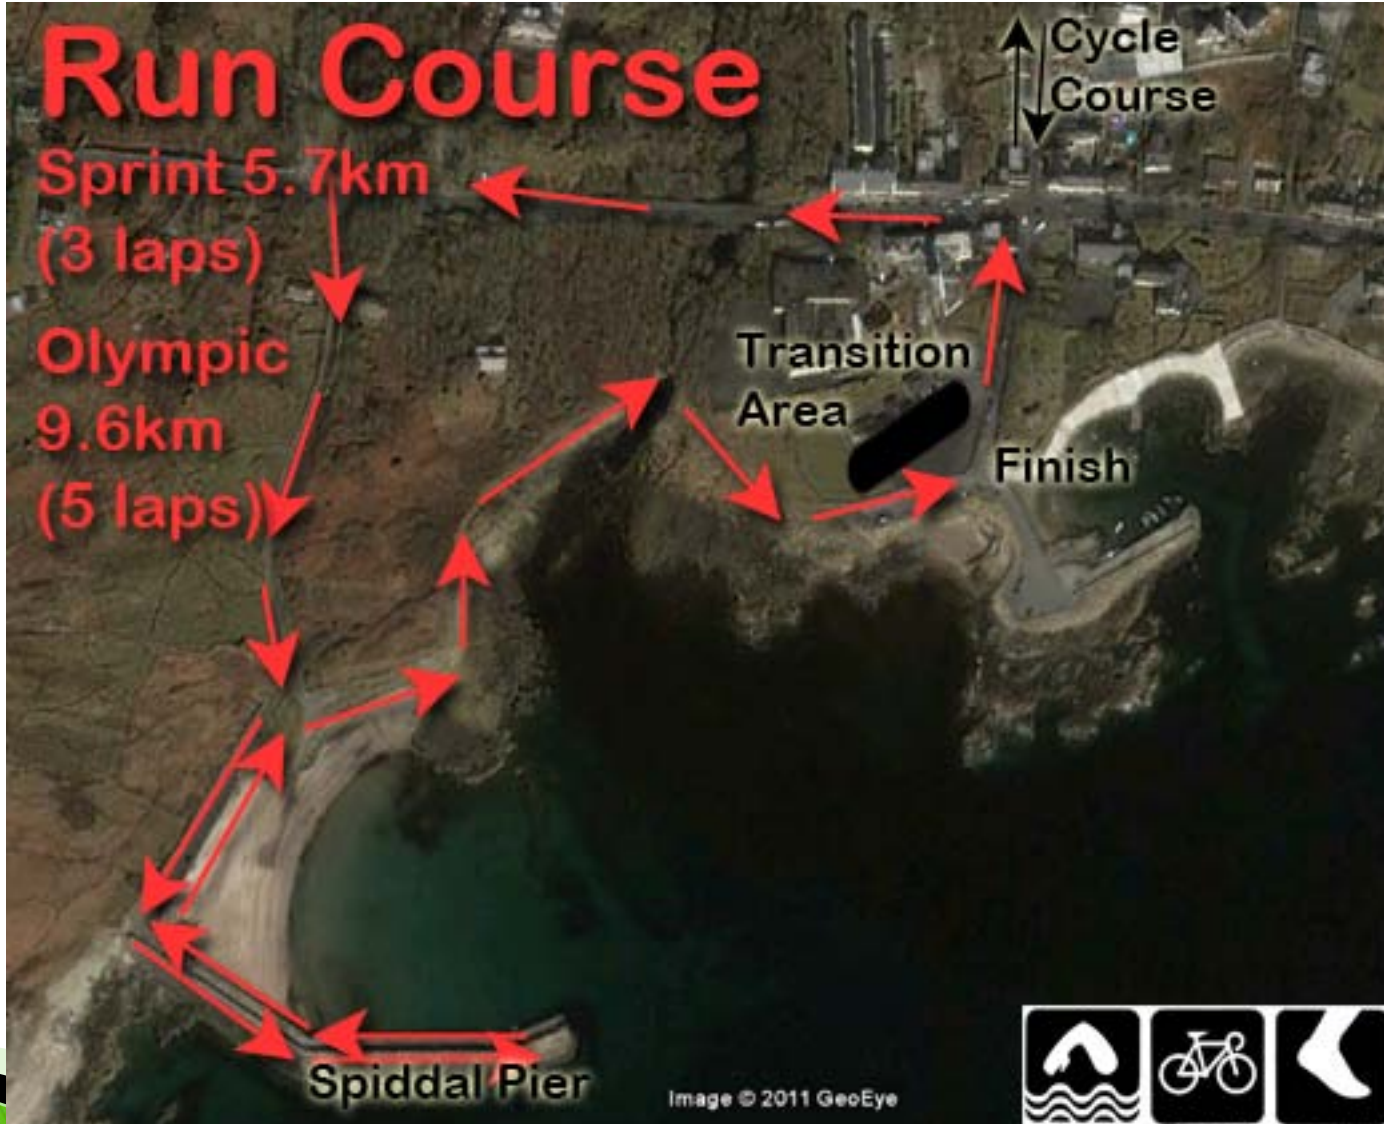 Run Course
Sprint 5.7km
(3 laps)
Olympic
9.6km
(5 laps)
Cycle
Course
Transition
Area
Finish
Spiddal Pier
Image © 2011 GeoEye